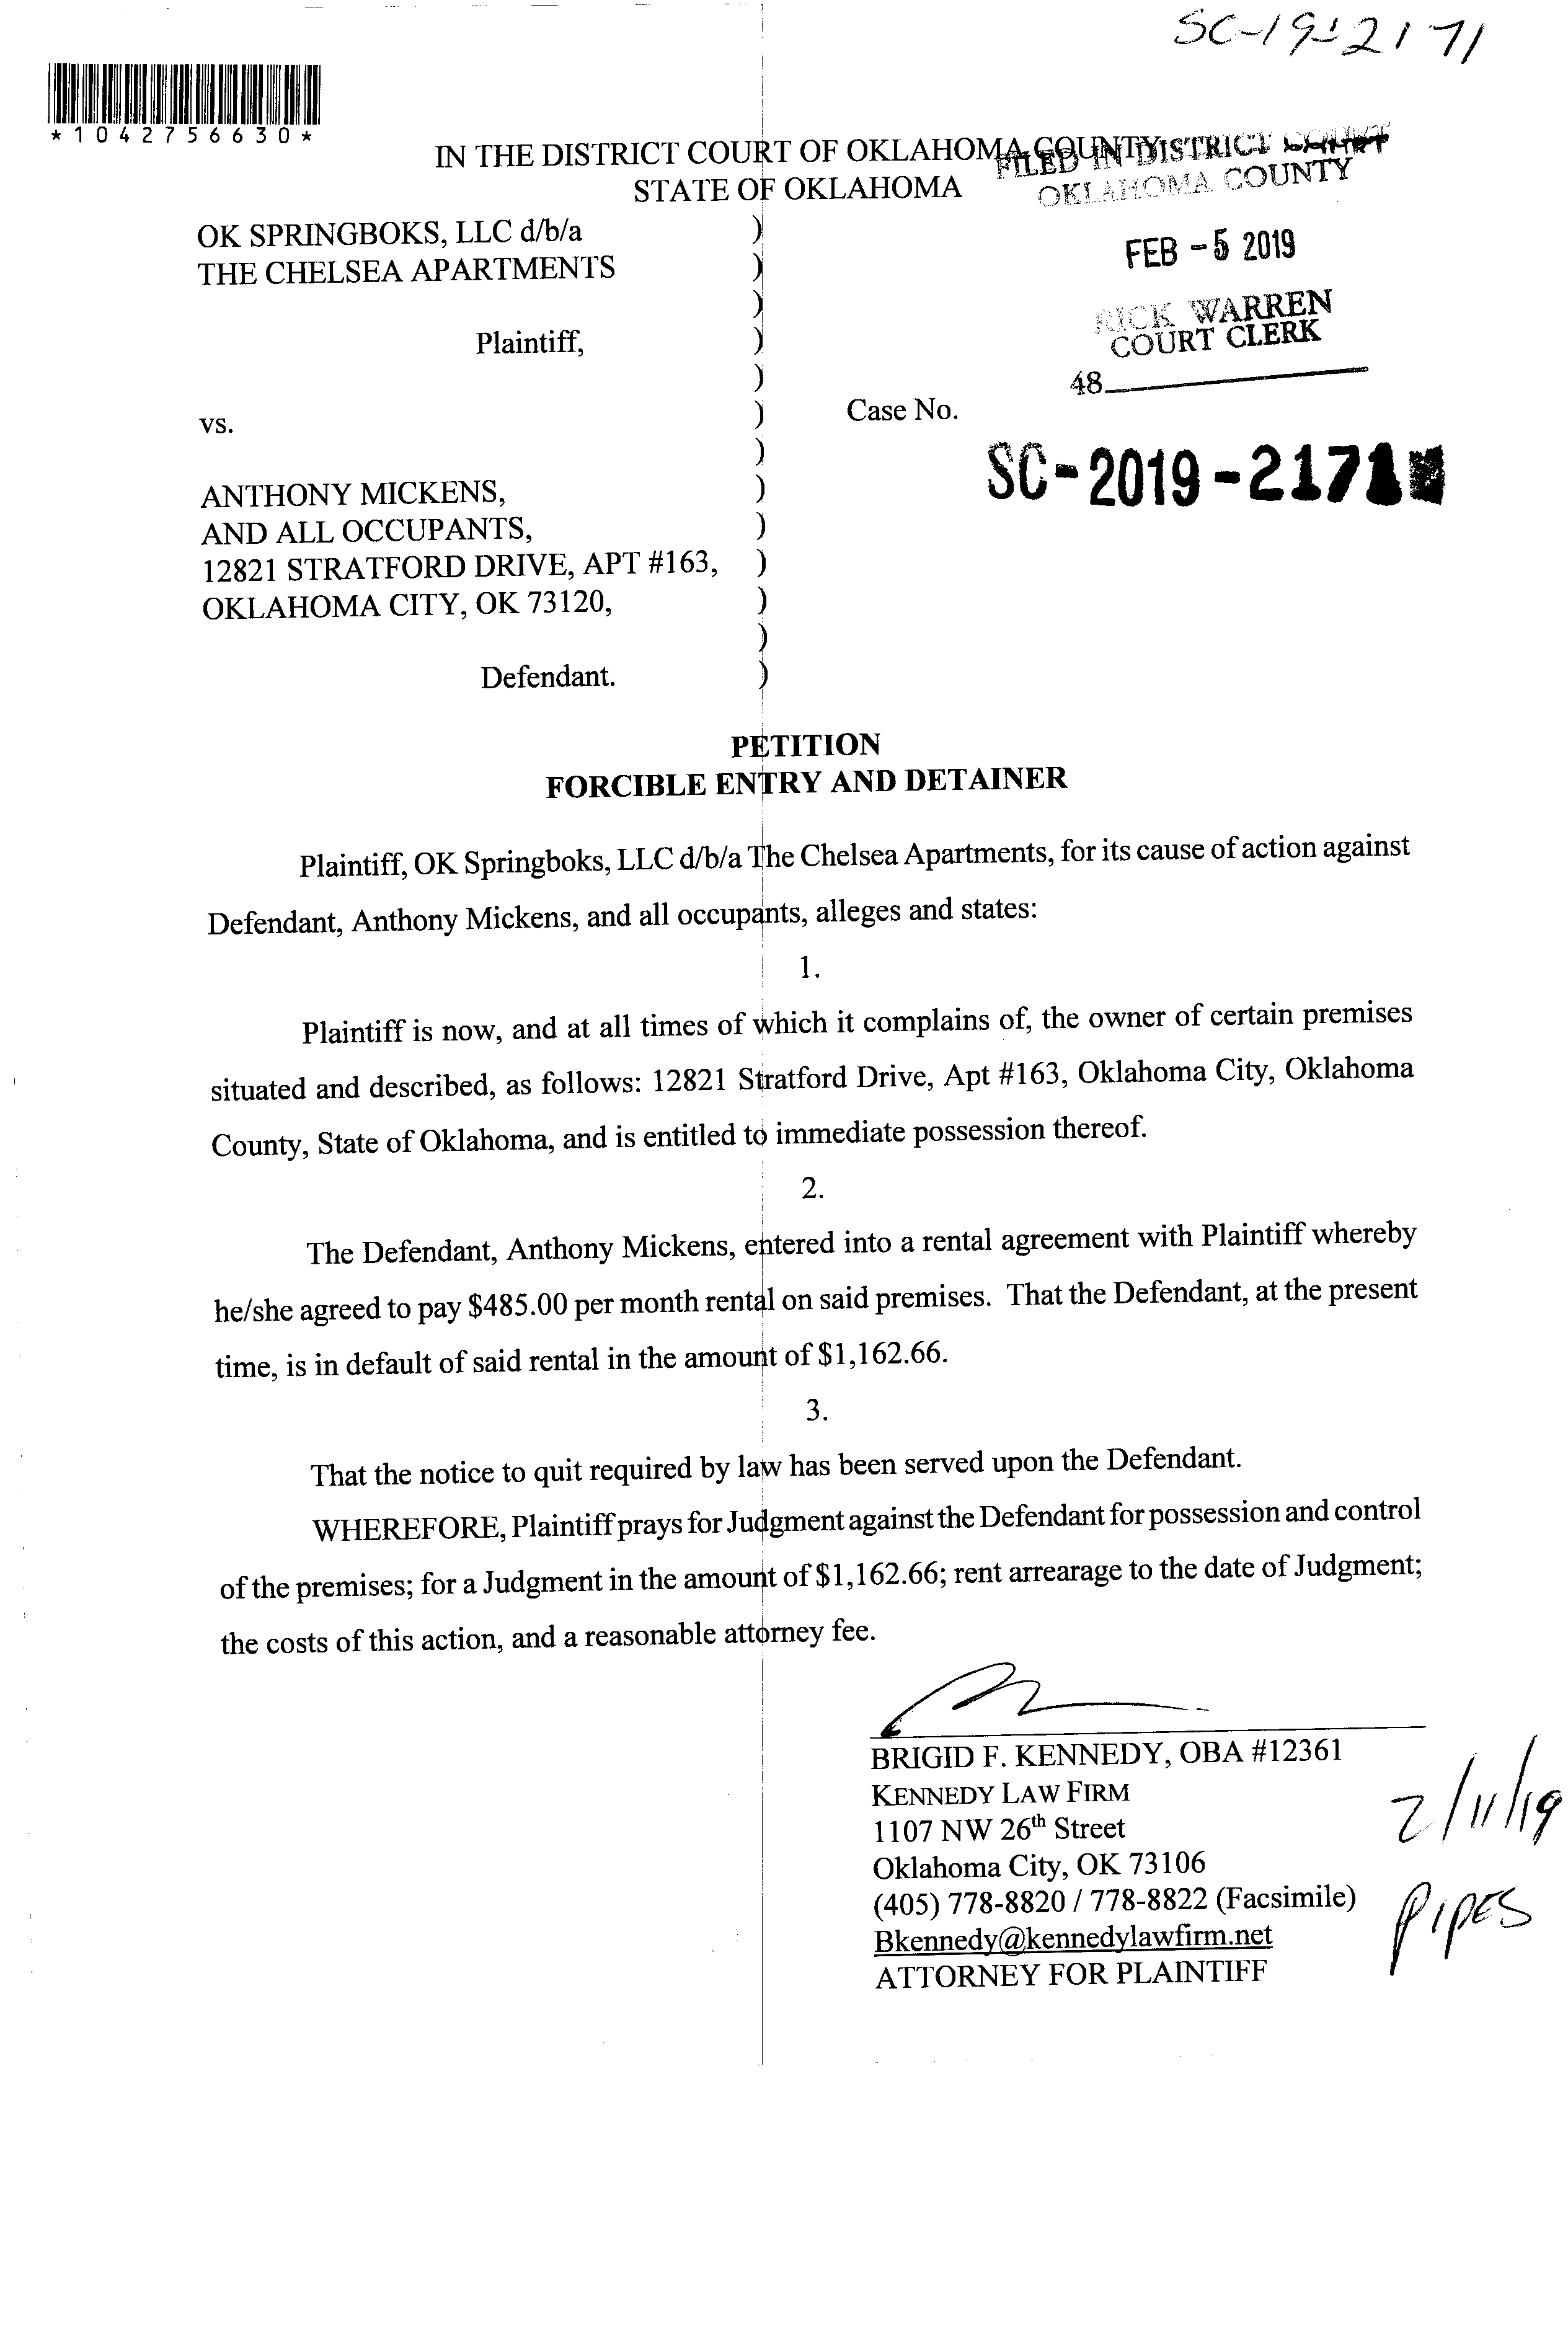 SC-19-2171
*1042756630*
IN THE DISTRICT COURT OF OKLAHOMA COUNTY
STATE OF OKLAHOMA
FILED IN DISTRICT COURT
OKLAHOMA COUNTY
FEB -5 2019
RICK WARREN
COURT CLERK
48
OK SPRINGBOKS, LLC d/b/a )
THE CHELSEA APARTMENTS )
)
Plaintiff, )
)
vs. ) Case No.
)
SC-2019-2171
ANTHONY MICKENS, )
AND ALL OCCUPANTS, )
12821 STRATFORD DRIVE, APT #163, )
OKLAHOMA CITY, OK 73120, )
)
Defendant. )
PETITION
FORCIBLE ENTRY AND DETAINER
Plaintiff, OK Springboks, LLC d/b/a The Chelsea Apartments, for its cause of action against
Defendant, Anthony Mickens, and all occupants, alleges and states:
1.
Plaintiff is now, and at all times of which it complains of, the owner of certain premises
situated and described, as follows: 12821 Stratford Drive, Apt #163, Oklahoma City, Oklahoma
County, State of Oklahoma, and is entitled to immediate possession thereof.
2.
The Defendant, Anthony Mickens, entered into a rental agreement with Plaintiff whereby
he/she agreed to pay $485.00 per month rental on said premises. That the Defendant, at the present
time, is in default of said rental in the amount of $1,162.66.
3.
That the notice to quit required by law has been served upon the Defendant.
WHEREFORE, Plaintiff prays for Judgment against the Defendant for possession and control
of the premises; for a Judgment in the amount of $1,162.66; rent arrearage to the date of Judgment;
the costs of this action, and a reasonable attorney fee.
BRIGID F. KENNEDY, OBA #12361
KENNEDY LAW FIRM
1107 NW 26th Street
Oklahoma City, OK 73106
(405) 778-8820 / 778-8822 (Facsimile)
Bkennedy@kennedylawfirm.net
ATTORNEY FOR PLAINTIFF
2/11/19
PIPES